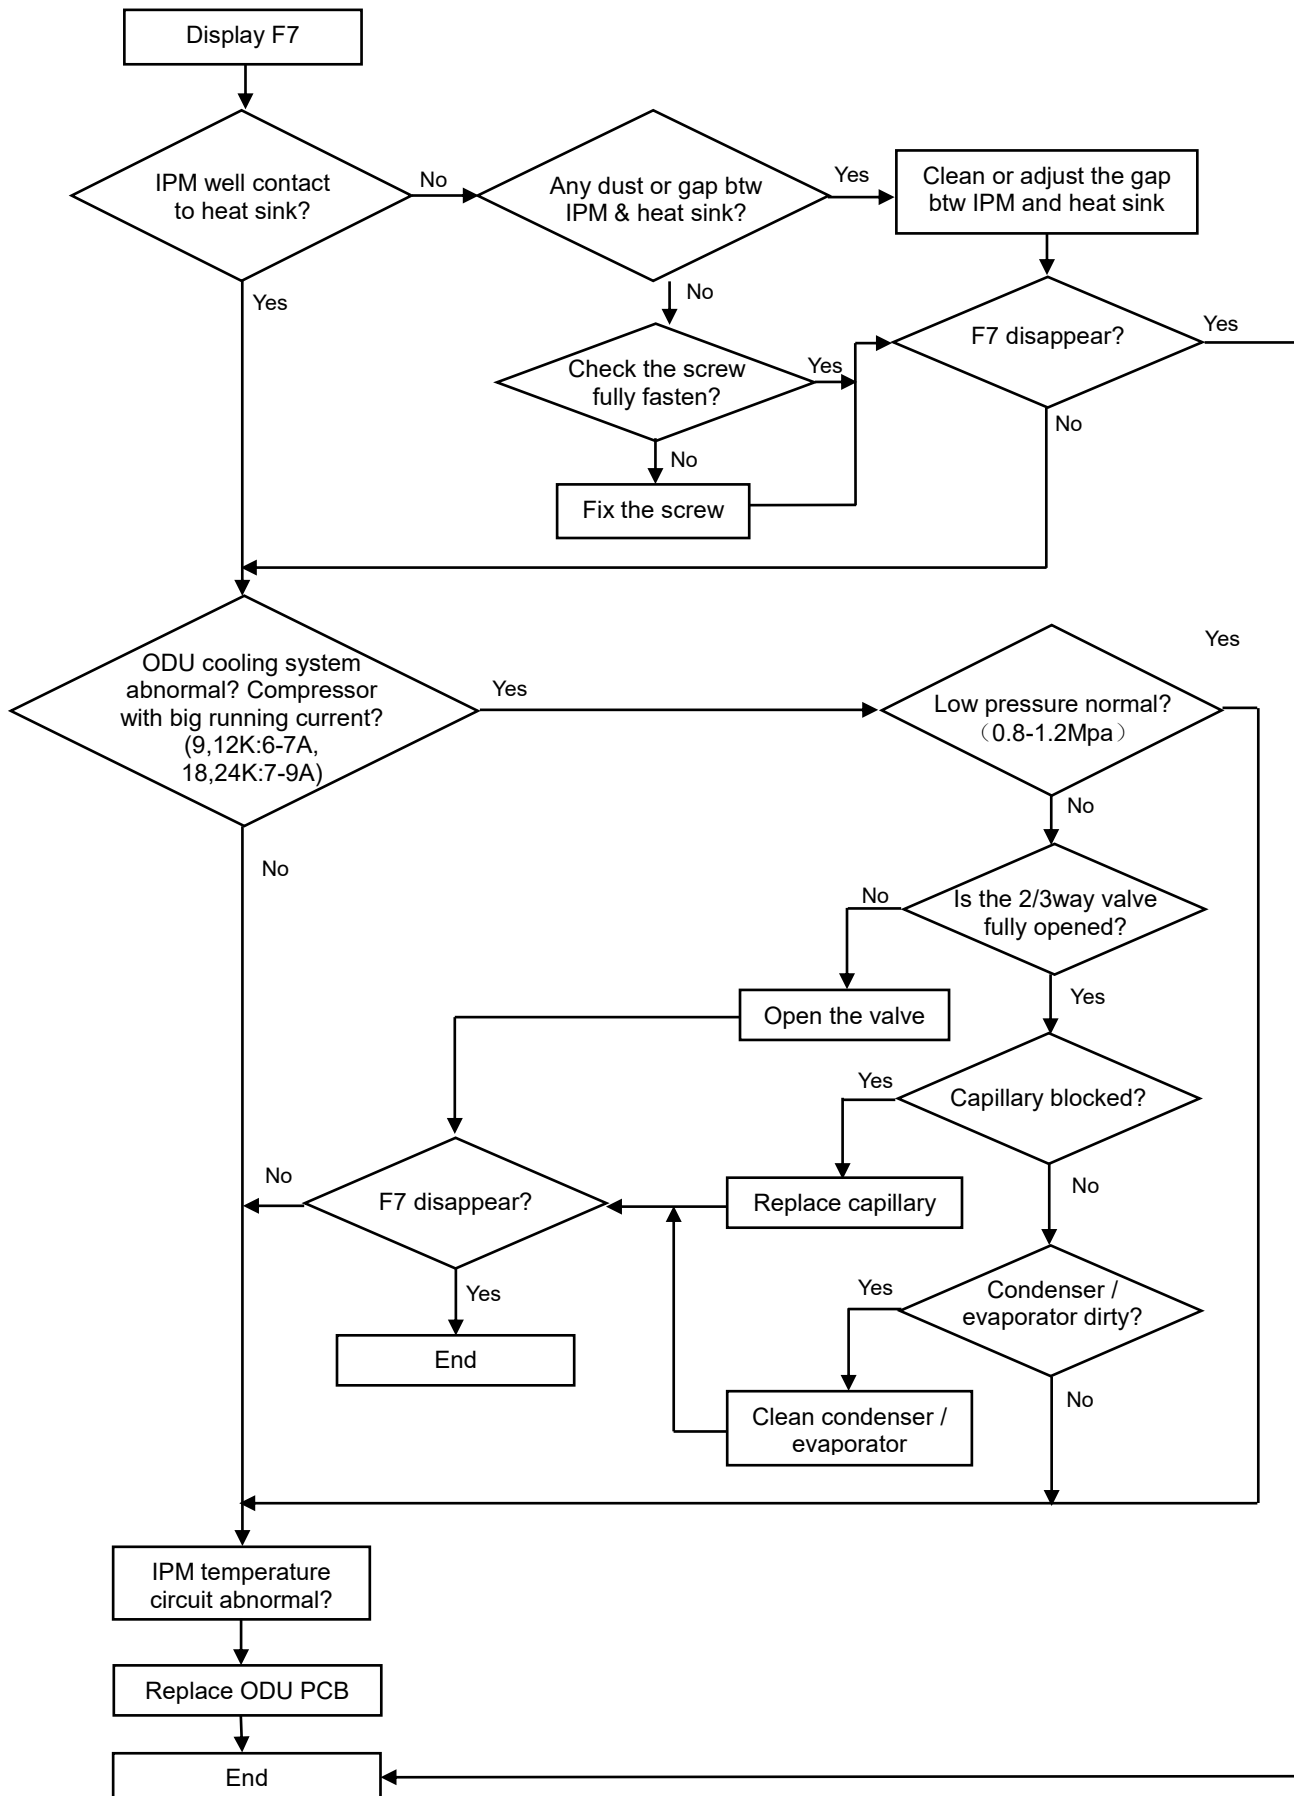 Display F7
IPM well contact
to heat sink?
No
Any dust or gap btw
IPM & heat sink?
Yes
Clean or adjust the gap
btw IPM and heat sink
Yes
No
F7 disappear?
Yes
Check the screw
fully fasten?
Yes
No
No
Fix the screw
ODU cooling system
abnormal? Compressor
with big running current?
(9,12K:6-7A,
18,24K:7-9A)
Yes
Low pressure normal?
（0.8-1.2Mpa）
Yes
No
No
Is the 2/3way valve
fully opened?
No
Yes
Open the valve
Capillary blocked?
Yes
No
Replace capillary
F7 disappear?
No
Yes
End
Condenser /
evaporator dirty?
Yes
No
Clean condenser /
evaporator
IPM temperature
circuit abnormal?
Replace ODU PCB
End